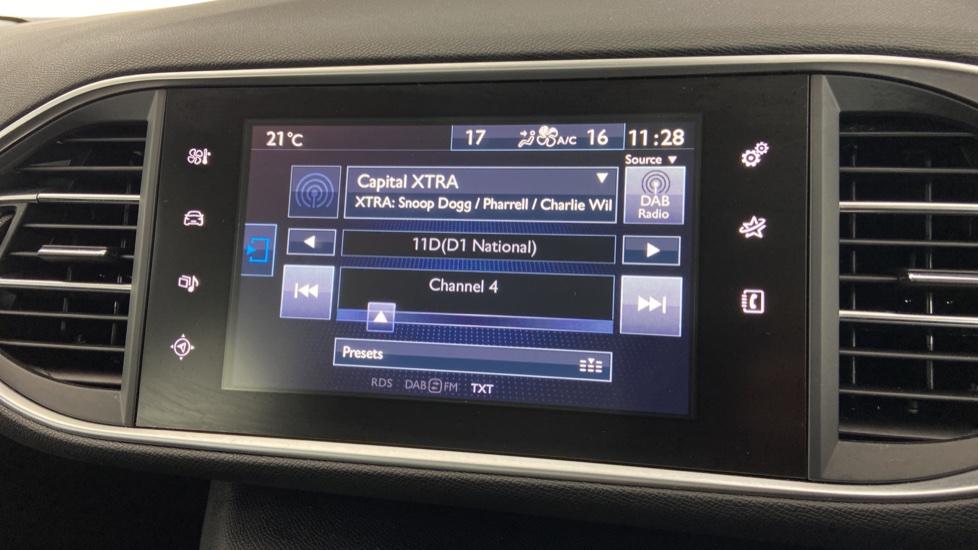 21°C
17 A/C 16 11:28
Source ▼
Capital XTRA
XTRA: Snoop Dogg / Pharrell / Charlie Wil
DAB
Radio
11D(D1 National)
Channel 4
Presets
RDS DAB FM TXT